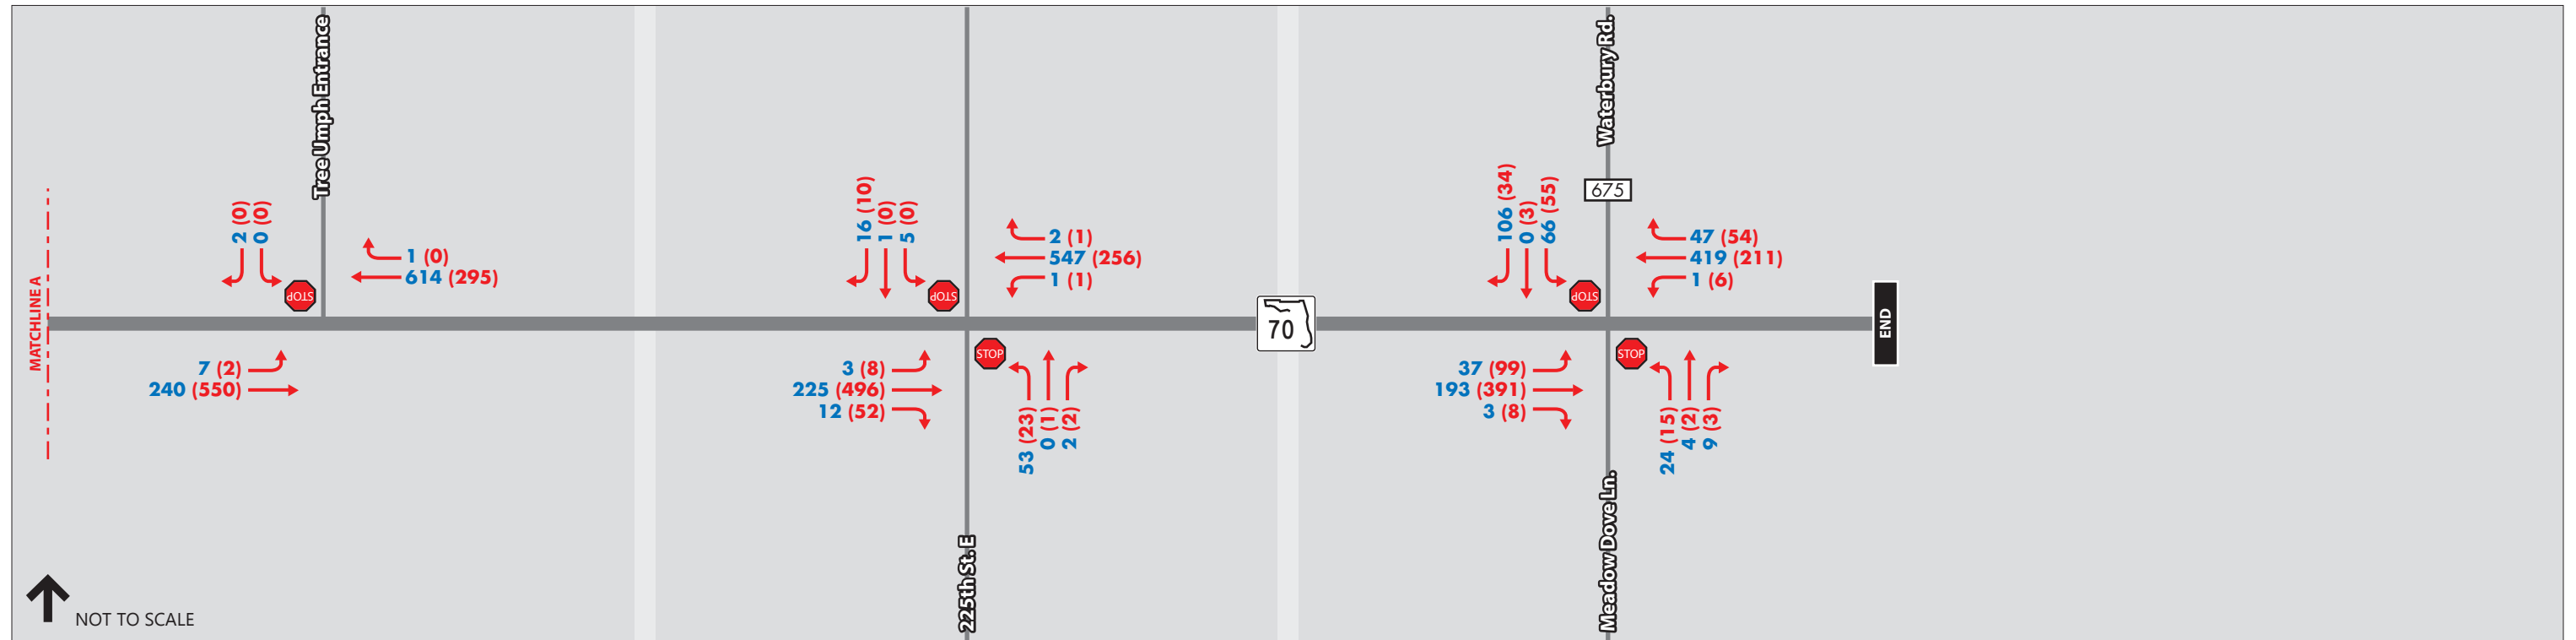 Tree Umph Entrance
2 (0)
0 (0)
1 (0)
614 (295)
MATCHLINE A
7 (2)
240 (550)
STOP
16 (10)
1 (0)
5 (0)
2 (1)
547 (256)
1 (1)
STOP
3 (8)
225 (496)
12 (52)
STOP
53 (23)
0 (1)
2 (2)
225th St. E
70
Waterbury Rd.
675
106 (34)
0 (3)
66 (55)
47 (54)
419 (211)
1 (6)
STOP
37 (99)
193 (391)
3 (8)
STOP
24 (15)
4 (2)
9 (3)
Meadow Dove Ln.
END
NOT TO SCALE